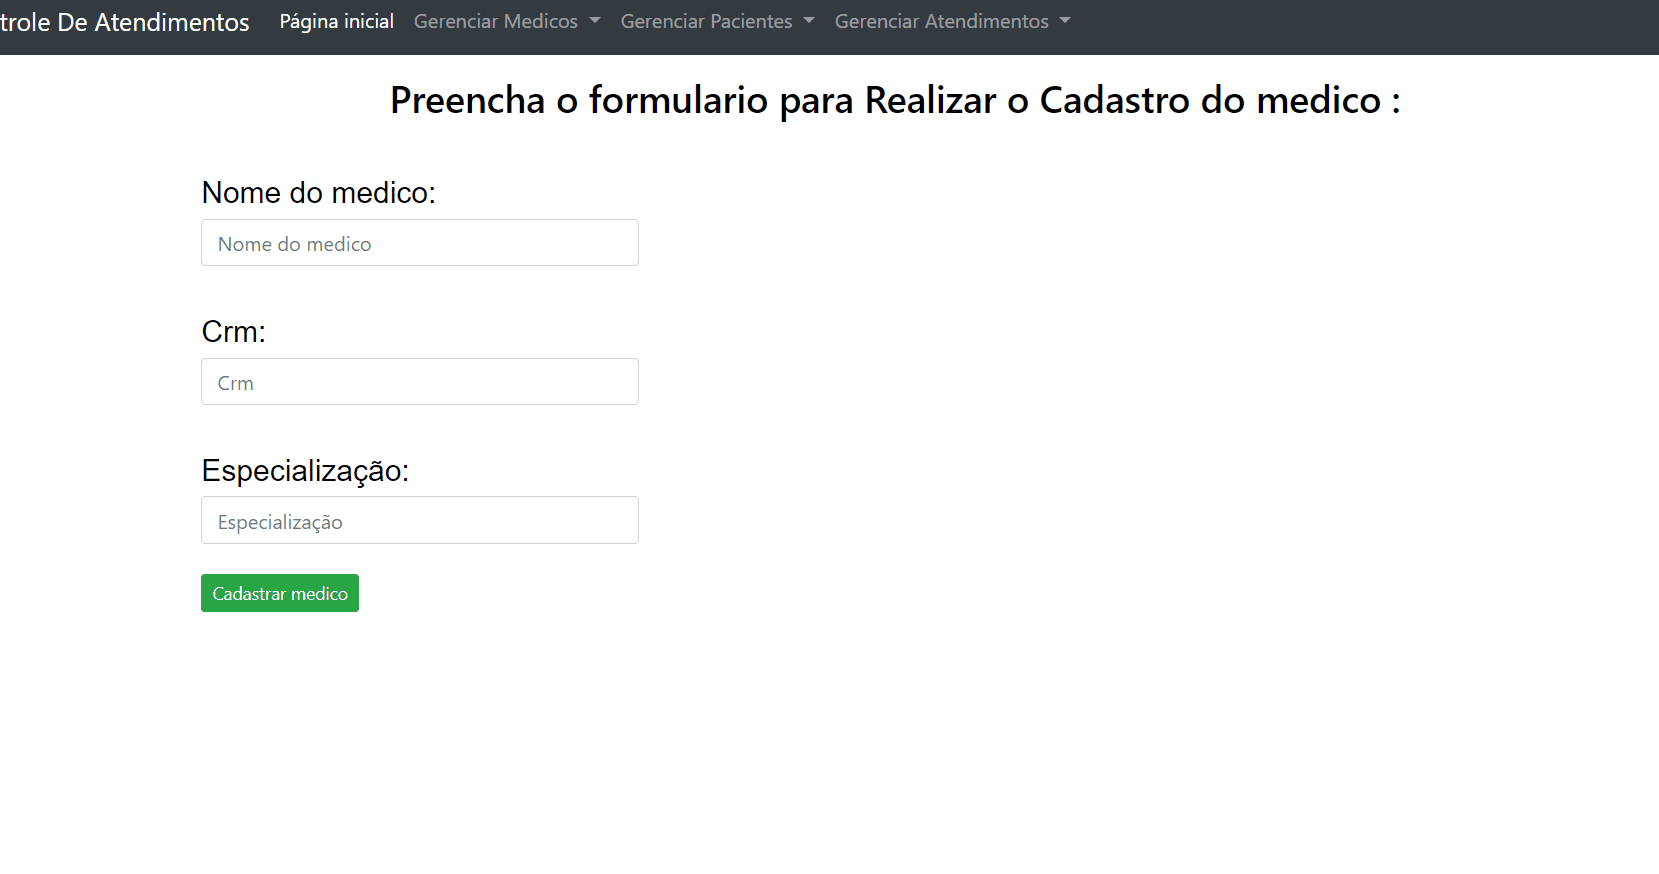 trole De Atendimentos Página inicial Gerenciar Medicos Gerenciar Pacientes Gerenciar Atendimentos
Preencha o formulario para Realizar o Cadastro do medico :
Nome do medico:
Nome do medico
Crm:
Crm
Especialização:
Especialização
Cadastrar medico